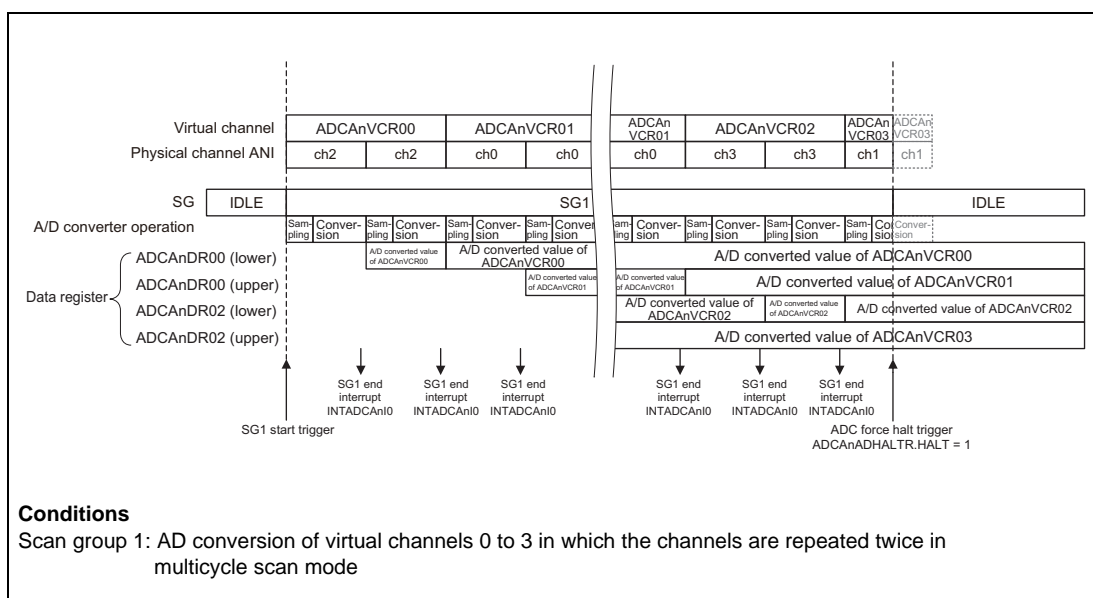 Virtual channel
ADCAnVCR00
ADCAnVCR01
ADCAn
VCR01
ADCAnVCR02
ADCAn
VCR03
ADCAn
VCR03
Physical channel ANI
ch2
ch2
ch0
ch0
ch0
ch3
ch3
ch1
ch1
SG
IDLE
SG1
IDLE
A/D converter operation
Sam-
pling
Conver-
sion
Sam-
pling
Conver-
sion
Sam-
pling
Conver-
sion
Sam-
pling
Conver-
sion
am-
ling
Conver-
sion
Sam-
pling
Conver-
sion
Sam-
pling
Conver-
sion
Sam-
pling
Conver-
sion
Data register
ADCAnDR00 (lower)
A/D converted value
of ADCAnVCR00
A/D converted value of
ADCAnVCR00
A/D converted value of ADCAnVCR00
ADCAnDR00 (upper)
A/D converted value
of ADCAnVCR01
A/D converted value
of ADCAnVCR01
A/D converted value of ADCAnVCR01
ADCAnDR02 (lower)
A/D converted value of
ADCAnVCR02
A/D converted value
of ADCAnVCR02
A/D converted value of ADCAnVCR02
ADCAnDR02 (upper)
A/D converted value of ADCAnVCR03
SG1 end
interrupt
INTADCAnI0
SG1 end
interrupt
INTADCAnI0
SG1 end
interrupt
INTADCAnI0
SG1 end
interrupt
INTADCAnI0
SG1 end
interrupt
INTADCAnI0
SG1 end
interrupt
INTADCAnI0
SG1 start trigger
ADC force halt trigger
ADCAnADHALTR.HALT = 1
Conditions
Scan group 1: AD conversion of virtual channels 0 to 3 in which the channels are repeated twice in
multicycle scan mode